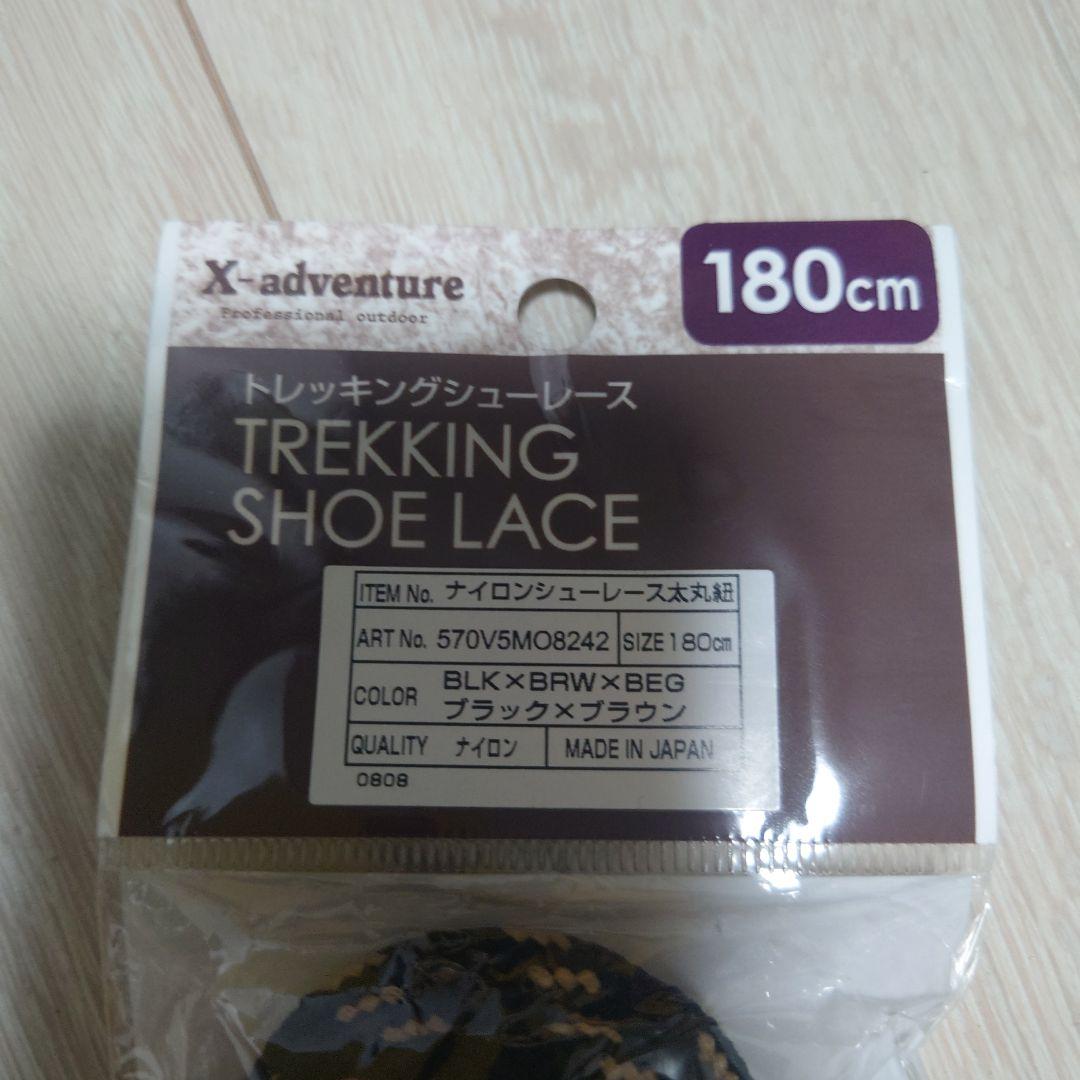 X-adventure
180cm
Professional outdoor
トレッキングシューレース
TREKKING
SHOE LACE
ITEM No. ナイロンシューレース太丸紐
ART No. 570V5MO8242 SIZE 180cm
COLOR BLK×BRW×BEG
ブラック×ブラウン
QUALITY ナイロン MADE IN JAPAN
0808